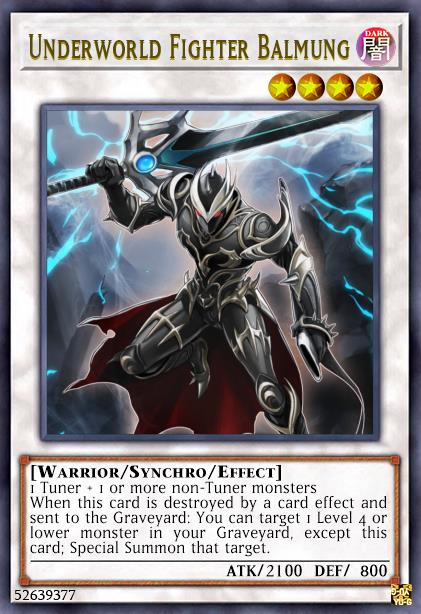 UNDERWORLD FIGHTER BALMUNG
DARK
闇
[WARRIOR/SYNCHRO/EFFECT]
1 Tuner + 1 or more non-Tuner monsters
When this card is destroyed by a card effect and
sent to the Graveyard: You can target 1 Level 4 or
lower monster in your Graveyard, except this
card; Special Summon that target.
ATK/2100 DEF/ 800
52639377